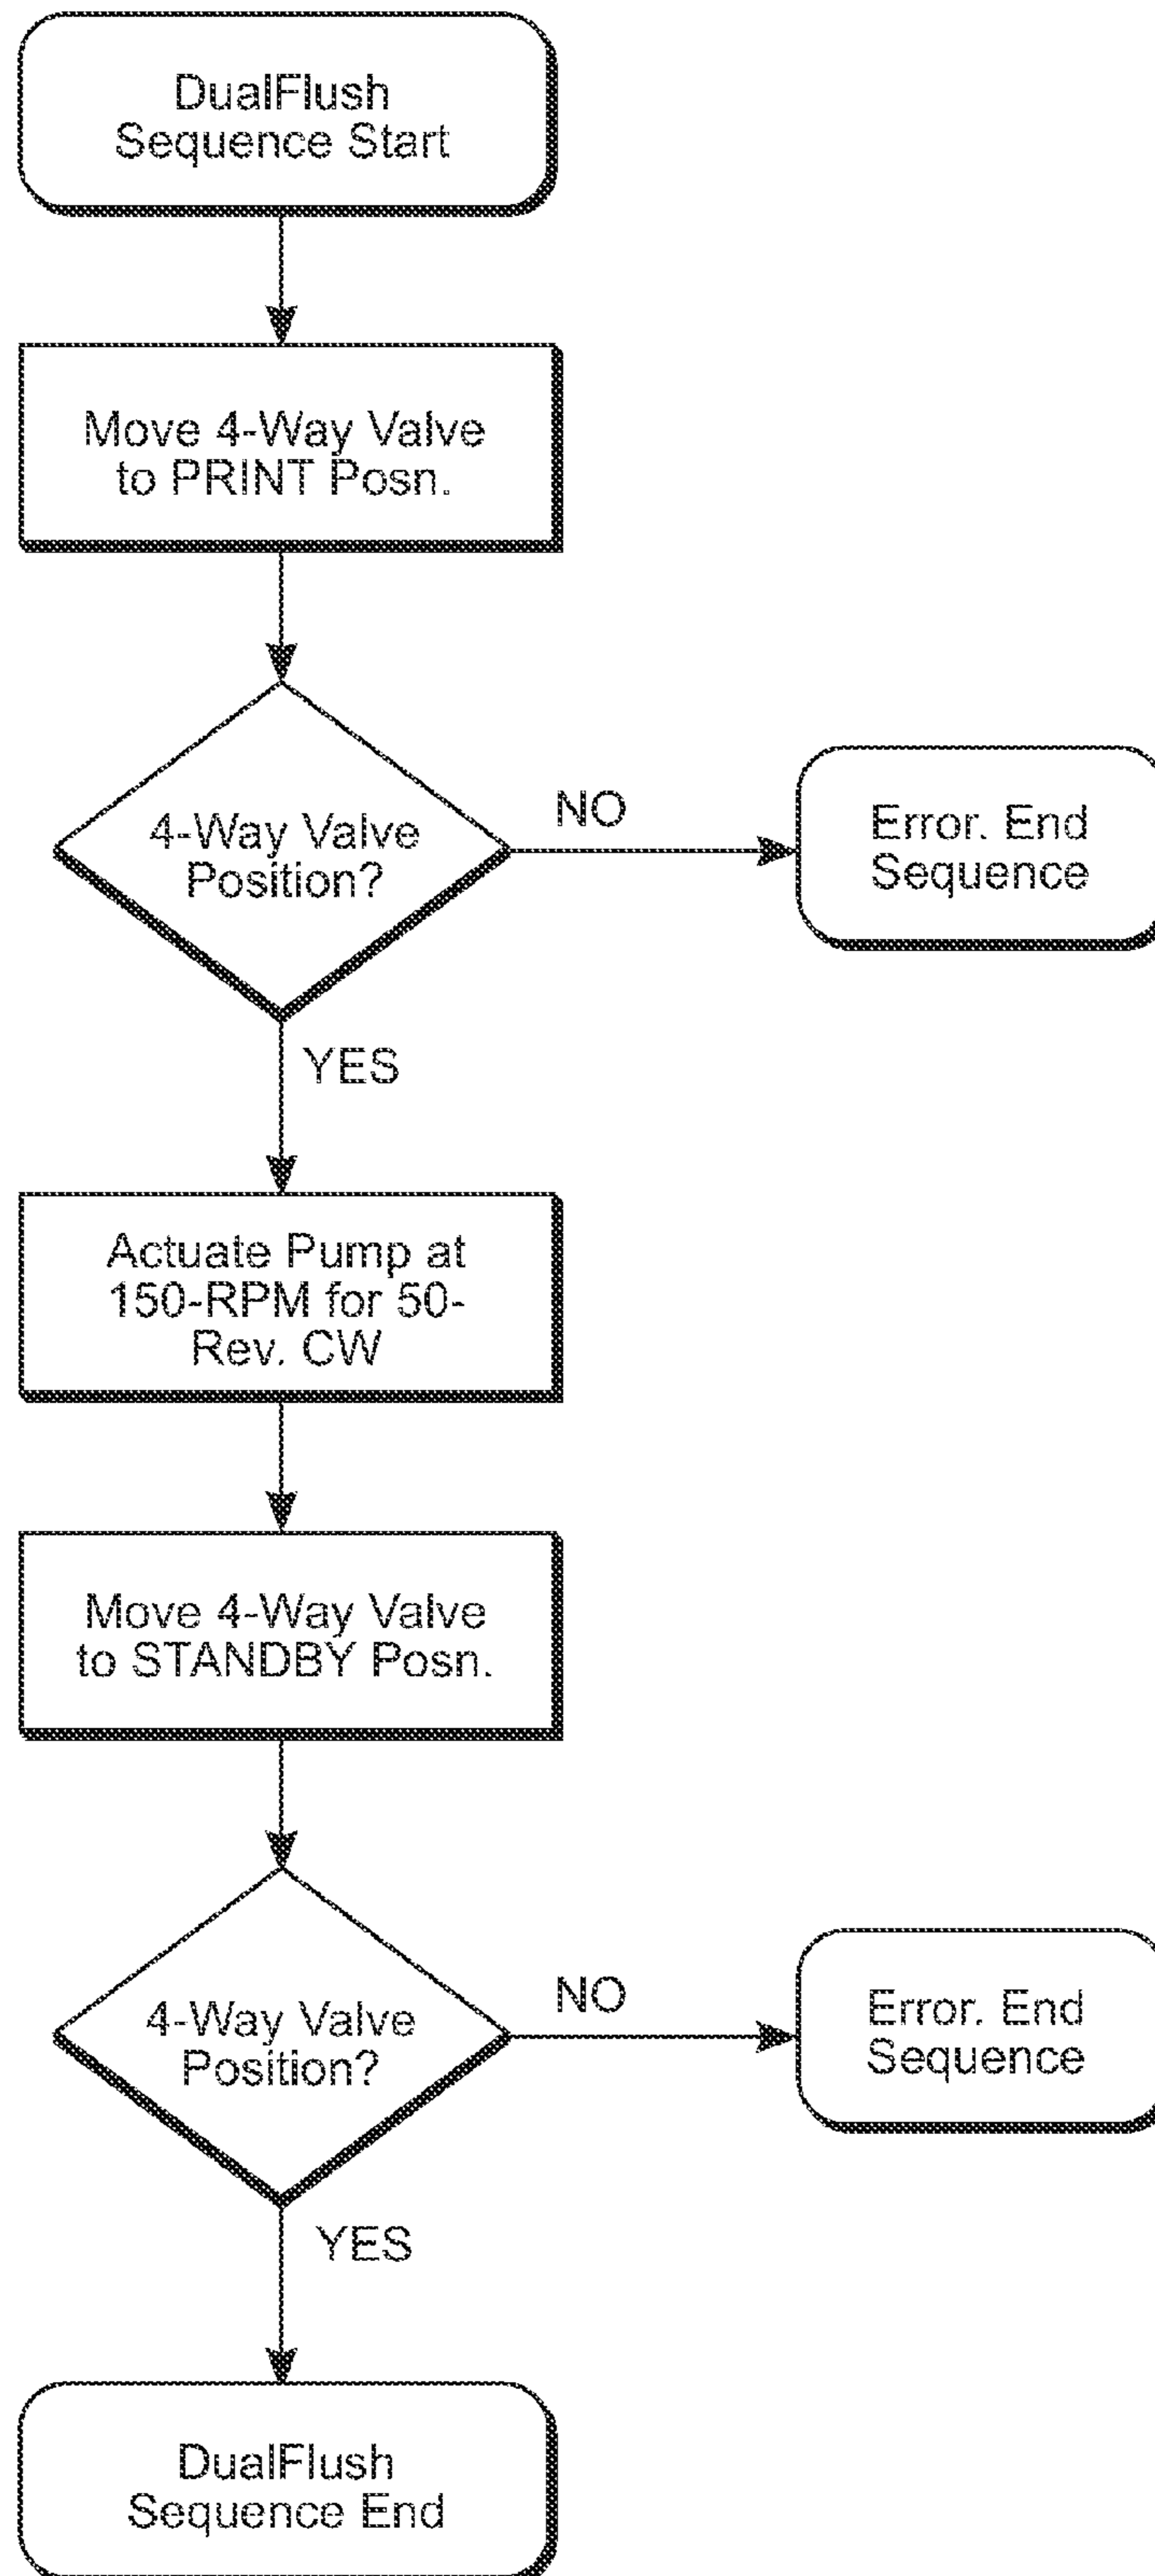 DualFlush
Sequence Start
Move 4-Way Valve
to PRINT Posn.
4-Way Valve
Position?
NO
Error. End
Sequence
YES
Actuate Pump at
150-RPM for 50-
Rev. CW
Move 4-Way Valve
to STANDBY Posn.
4-Way Valve
Position?
NO
Error. End
Sequence
YES
DualFlush
Sequence End